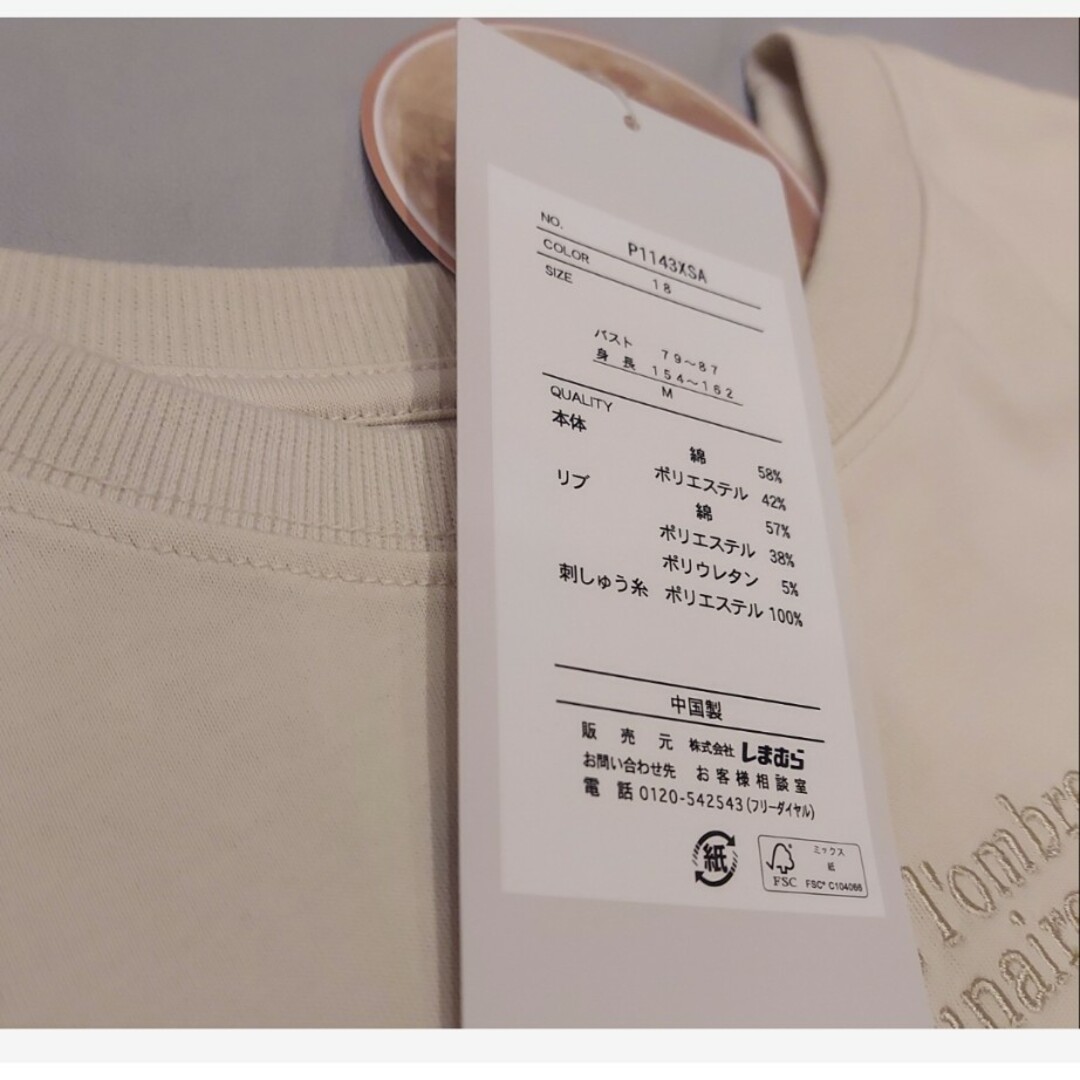 NO. P1143XSA
COLOR 18
SIZE
バスト 79～87
身長 154～162
M
QUALITY
本体
綿 58%
ポリエステル 42%
リブ
綿 57%
ポリエステル 38%
ポリウレタン 5%
刺しゅう糸 ポリエステル 100%
中国製
販売元 株式会社 しまむら
お問い合わせ先 お客様相談室
電話 0120-542543(フリーダイヤル)
紙
FSC
ミックス
紙
FSC® C104066
l'ombre